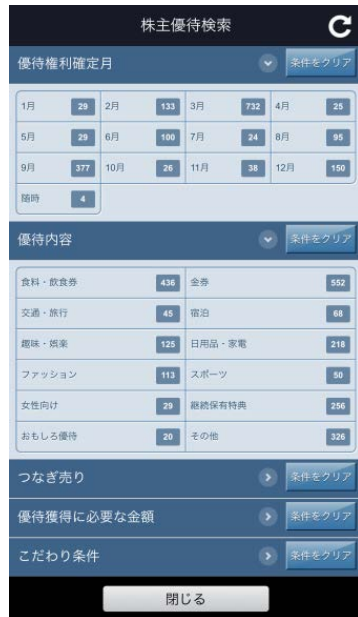 株主優待検索
優待権利確定月 条件をクリア
1月 29 2月 133 3月 732 4月 25
5月 29 6月 100 7月 24 8月 95
9月 377 10月 26 11月 38 12月 150
随時 4
優待内容 条件をクリア
食料・飲食券 436 金券 552
交通・旅行 45 宿泊 68
趣味・娯楽 125 日用品・家電 218
ファッション 113 スポーツ 50
女性向け 29 継続保有特典 256
おもしろ優待 20 その他 326
つなぎ売り 条件をクリア
優待獲得に必要な金額 条件をクリア
こだわり条件 条件をクリア
閉じる